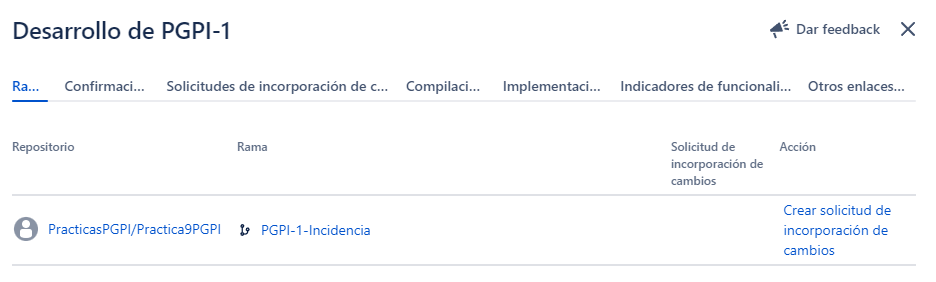 Desarrollo de PGPI-1
Dar feedback
Ra... Confirmaci... Solicitudes de incorporación de c... Compilaci... Implementaci... Indicadores de funcionali... Otros enlaces...
Repositorio Rama Solicitud de incorporación de cambios Acción
PracticasPGPI/Practica9PGPI PGPI-1-Incidencia Crear solicitud de incorporación de cambios